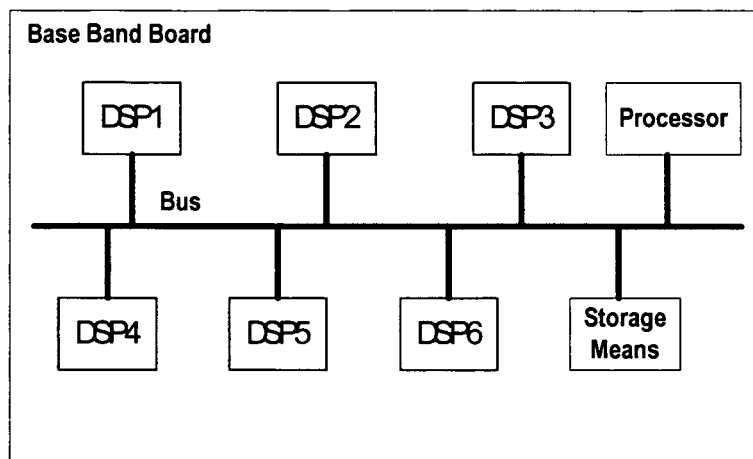 Base Band Board
DSP1
DSP2
DSP3
Processor
Bus
DSP4
DSP5
DSP6
Storage
Means